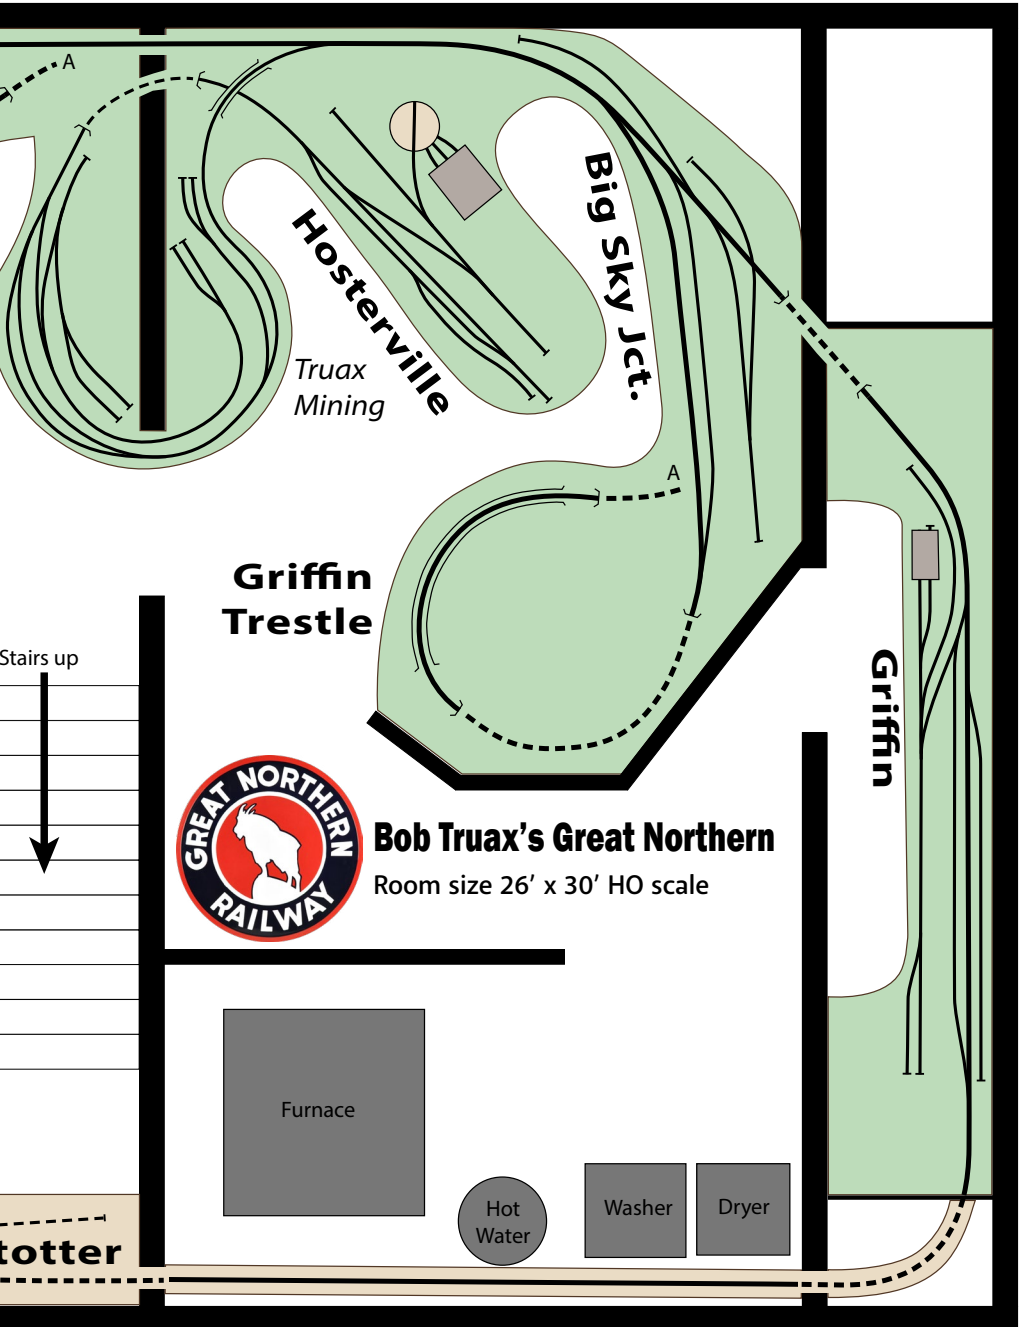 A
Big Sky Jct.
Hosterville
Truax
Mining
A
Griffin
Trestle
Stairs up
Griffin
GREAT NORTHERN
RAILWAY
Bob Truax’s Great Northern
Room size 26’ x 30’ HO scale
Furnace
Hot
Water
Washer
Dryer
totter